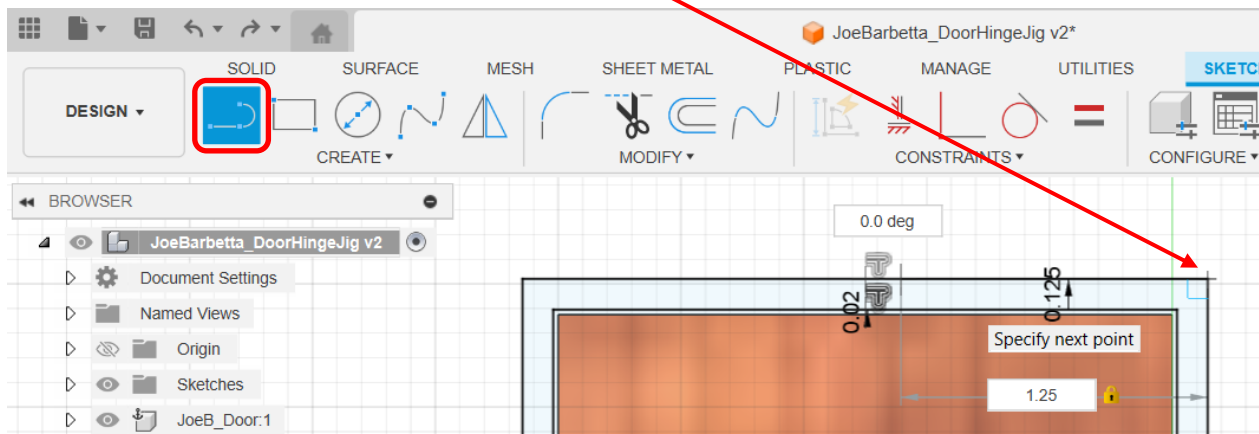 JoeBarbetta_DoorHingeJig v2*
SOLID SURFACE MESH SHEET METAL PLASTIC MANAGE UTILITIES SKETC
DESIGN
CREATE MODIFY CONSTRAINTS CONFIGURE
BROWSER
0.0 deg
JoeBarbetta_DoorHingeJig v2
Document Settings
0.125
0.02
Named Views
Specify next point
Origin
Sketches
1.25
JoeB_Door:1